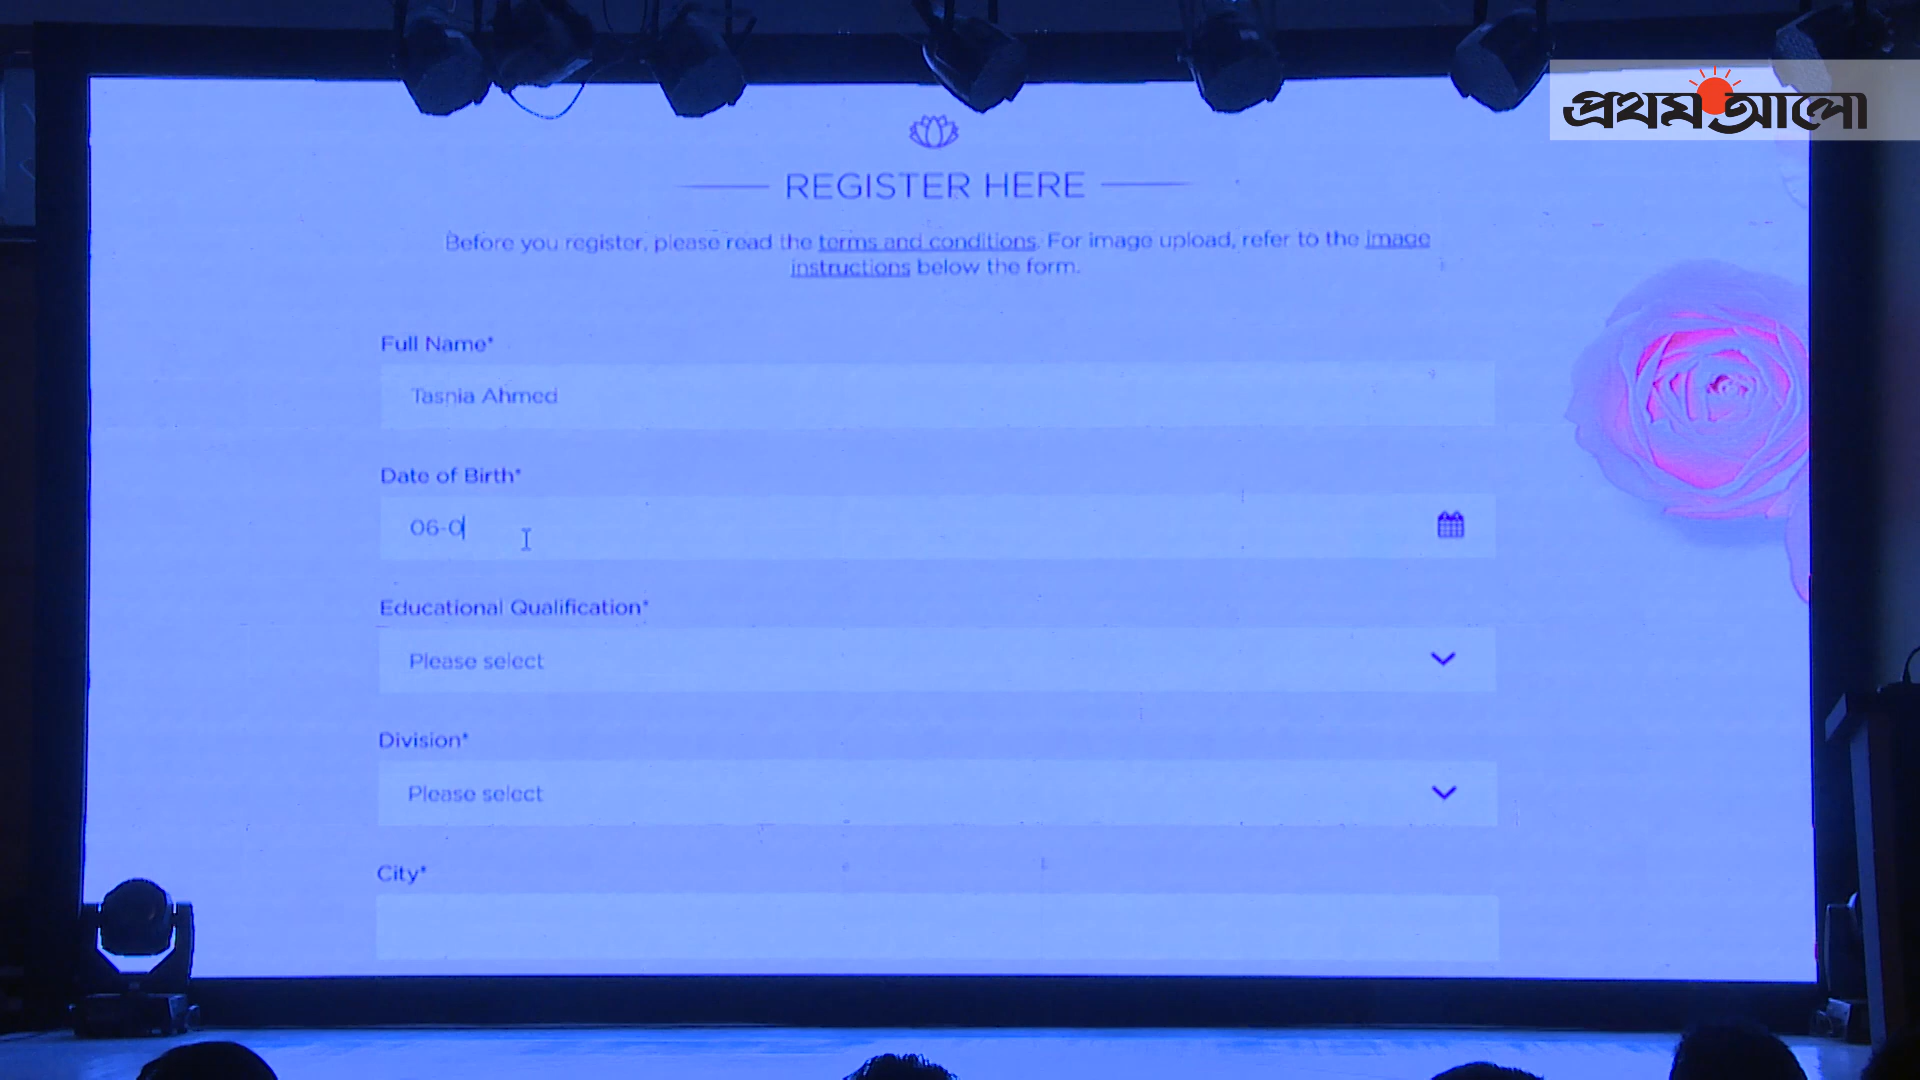 প্রথম আলো
REGISTER HERE
Before you register, please read the terms and conditions. For image upload, refer to the image
instructions below the form.
Full Name*
Tasnia Ahmed
Date of Birth*
06-0
Educational Qualification*
Please select
Division*
Please select
City*